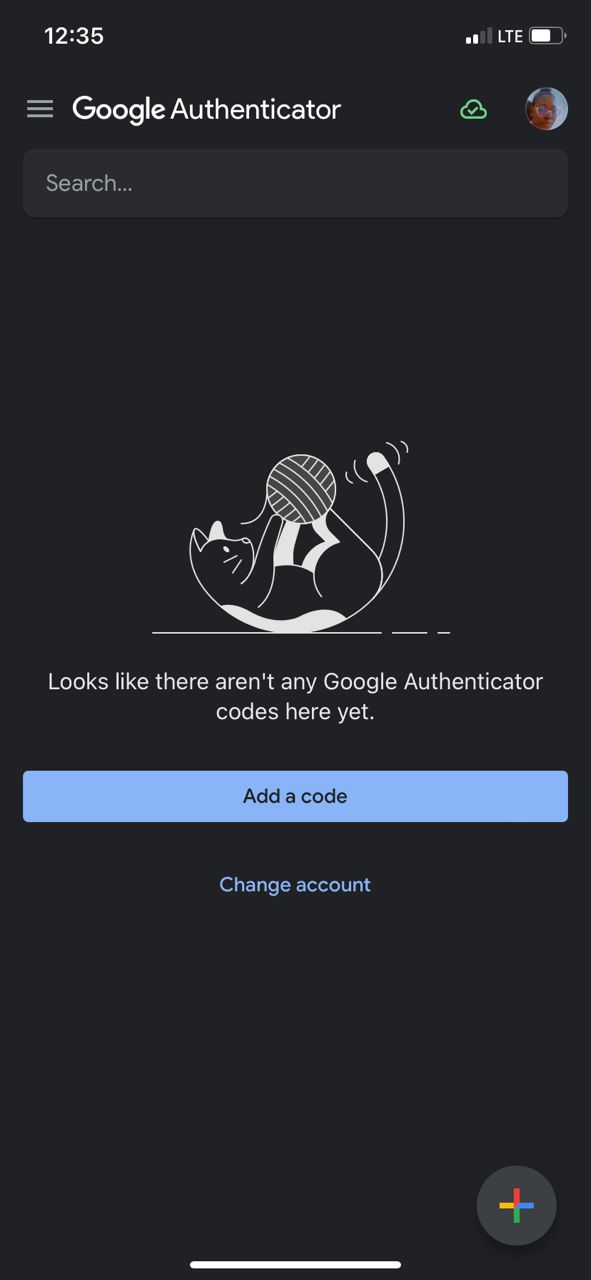 12:35
LTE
Google Authenticator
Search...
Looks like there aren't any Google Authenticator
codes here yet.
Add a code
Change account